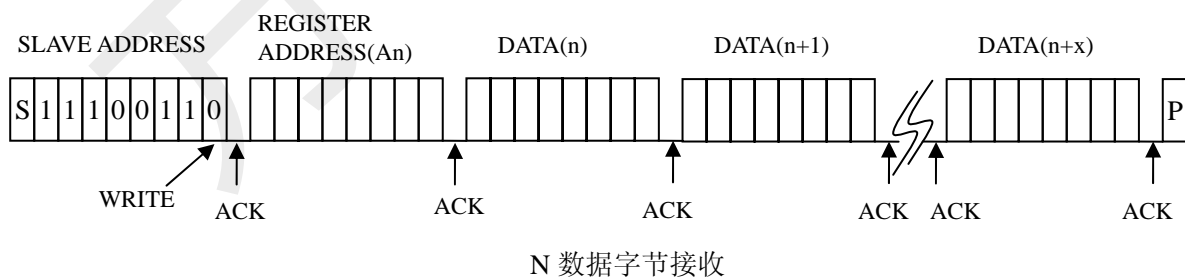 SLAVE ADDRESS
REGISTER
ADDRESS(An)
DATA(n)
DATA(n+1)
DATA(n+x)
S 1 1 1 0 0 1 1 0
P
WRITE
ACK
ACK
ACK
ACK
ACK
ACK
N 数据字节接收